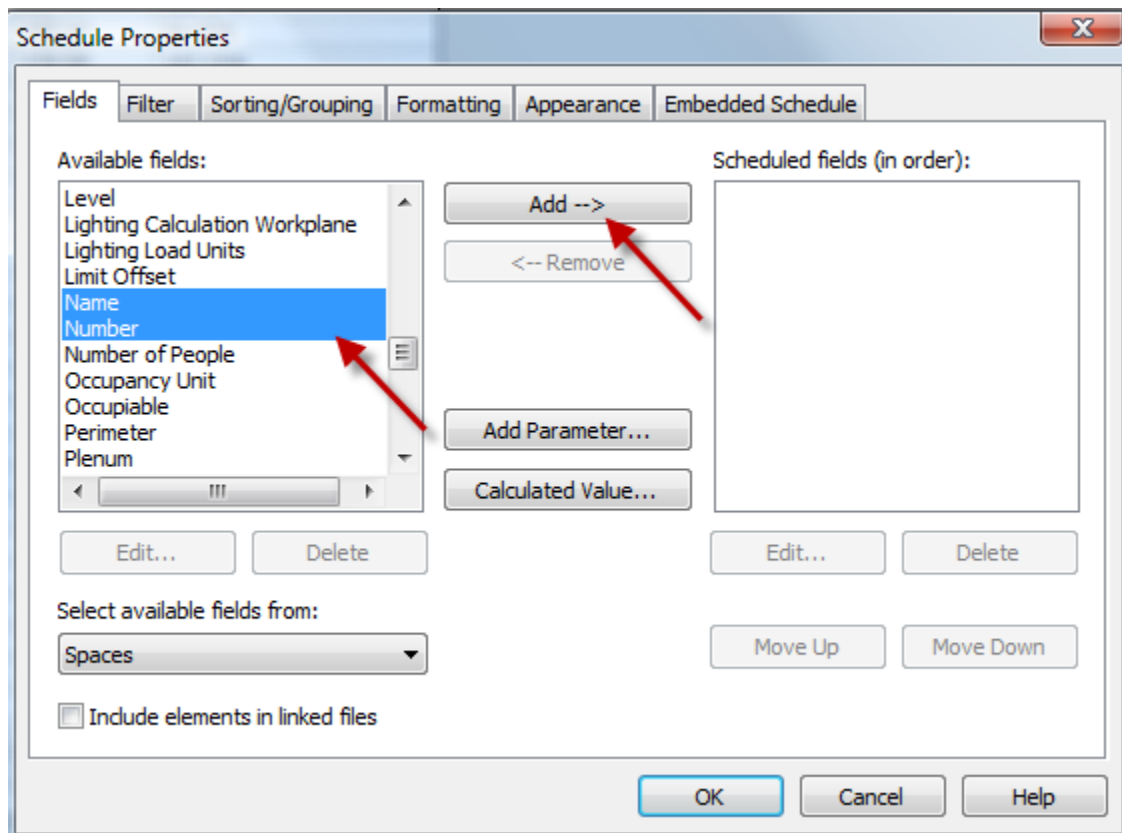 Schedule Properties
Fields Filter Sorting/Grouping Formatting Appearance Embedded Schedule
Available fields:
Level
Lighting Calculation Workplane
Lighting Load Units
Limit Offset
Name
Number
Number of People
Occupancy Unit
Occupiable
Perimeter
Plenum
Add -->
<-- Remove
Add Parameter...
Calculated Value...
Scheduled fields (in order):
Edit... Delete
Edit... Delete
Select available fields from:
Spaces
Move Up Move Down
Include elements in linked files
OK Cancel Help